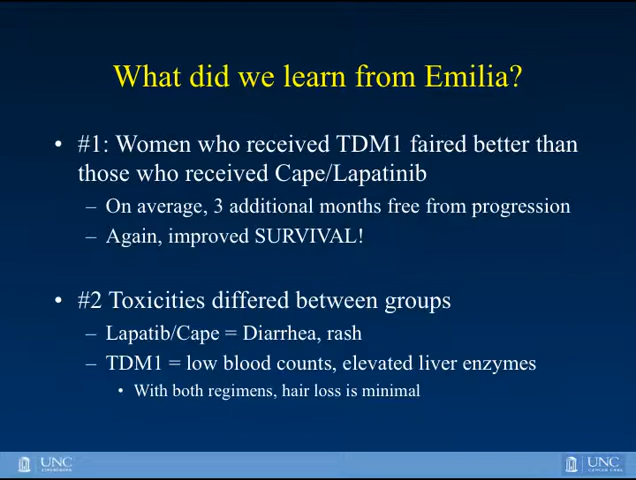 What did we learn from Emilia?
• #1: Women who received TDM1 faired better than
those who received Cape/Lapatinib
– On average, 3 additional months free from progression
– Again, improved SURVIVAL!
• #2 Toxicities differed between groups
– Lapatib/Cape = Diarrhea, rash
– TDM1 = low blood counts, elevated liver enzymes
• With both regimens, hair loss is minimal
UNC
UNC